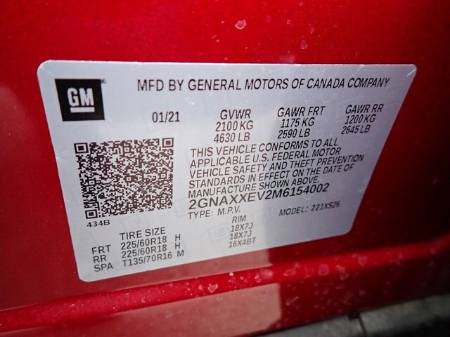 GM
MFD BY GENERAL MOTORS OF CANADA COMPANY
01/21 GVWR GAWR FRT GAWR RR
2100 KG 1175 KG 1200 KG
4630 LB 2590 LB 2645 LB
THIS VEHICLE CONFORMS TO ALL
APPLICABLE U.S. FEDERAL MOTOR
VEHICLE SAFETY AND THEFT PREVENTION
STANDARDS IN EFFECT ON THE DATE OF
MANUFACTURE SHOWN ABOVE.
2GNAXXEV2M6154002
434B TYPE: M.P.V. MODEL: 221XS26
TIRE SIZE RIM
FRT 225/60R18 H 18X7J
RR 225/60R18 H 18X7J
SPA T135/70R16 M 16X4BT